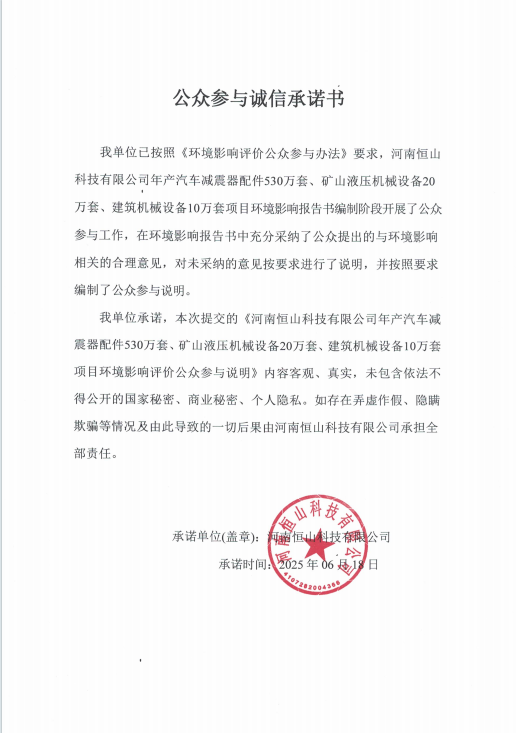 公众参与诚信承诺书
我单位已按照《环境影响评价公众参与办法》要求，河南恒山
科技有限公司年产汽车减震器配件530万套、矿山液压机械设备20
万套、建筑机械设备10万套项目环境影响报告书编制阶段开展了公众
参与工作，在环境影响报告书中充分采纳了公众提出的与环境影响
相关的合理意见，对未采纳的意见按要求进行了说明，并按照要求
编制了公众参与说明。
我单位承诺，本次提交的《河南恒山科技有限公司年产汽车减
震器配件530万套、矿山液压机械设备20万套、建筑机械设备10万套
项目环境影响评价公众参与说明》内容客观、真实，未包含依法不
得公开的国家秘密、商业秘密、个人隐私。如存在弄虚作假、隐瞒
欺骗等情况及由此导致的一切后果由河南恒山科技有限公司承担全
部责任。
承诺单位(盖章)：河南恒山科技有限公司
承诺时间：2025 年 06 月 18 日
河南恒山科技有限公司